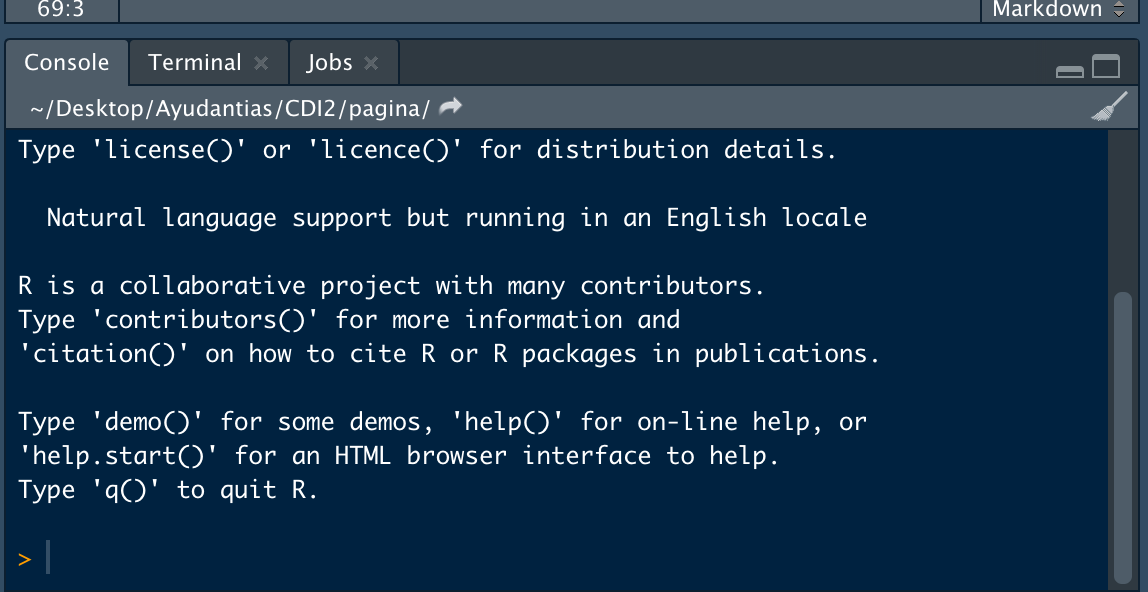 69:3 Markdown
Console Terminal Jobs
~/Desktop/Ayudantias/CDI2/pagina/
Type 'license()' or 'licence()' for distribution details.
Natural language support but running in an English locale
R is a collaborative project with many contributors.
Type 'contributors()' for more information and
'citation()' on how to cite R or R packages in publications.
Type 'demo()' for some demos, 'help()' for on-line help, or
'help.start()' for an HTML browser interface to help.
Type 'q()' to quit R.
>